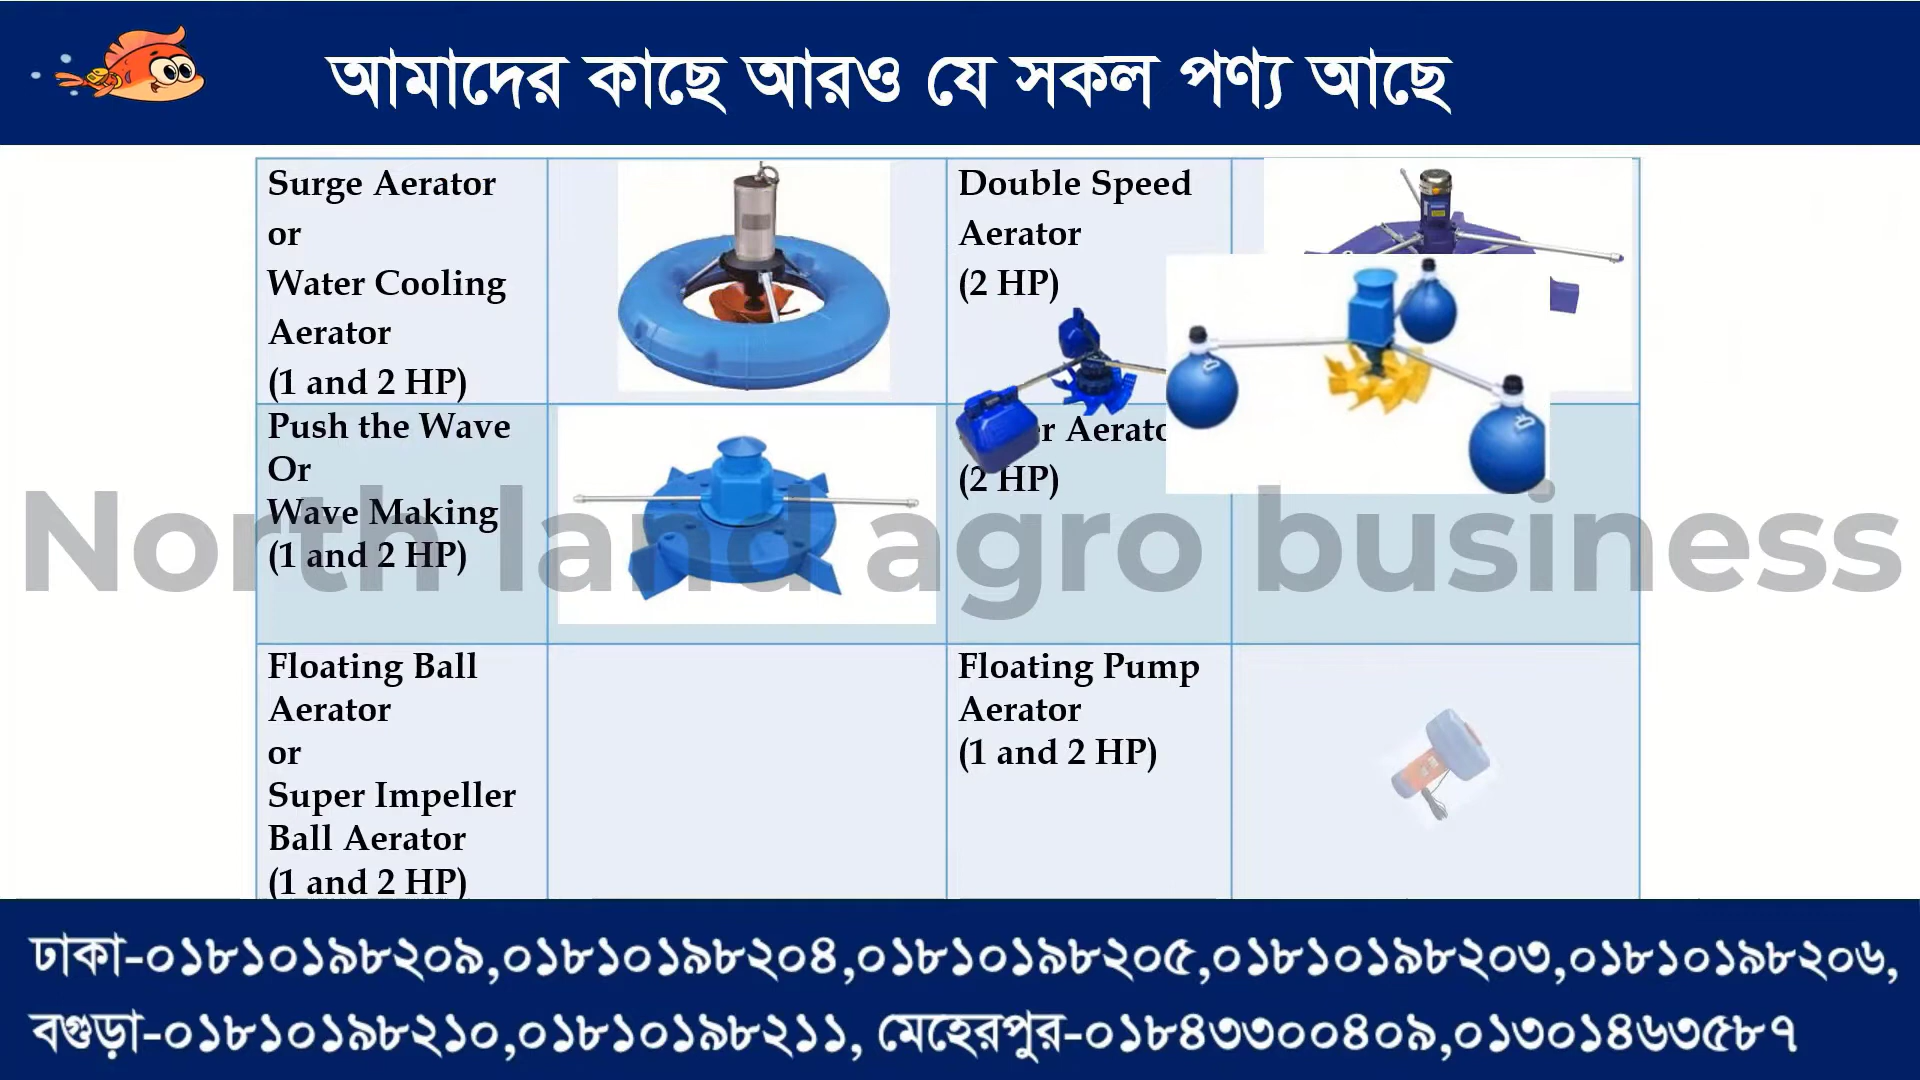 আমাদের কাছে আরও যে সকল পণ্য আছে
Surge Aerator
or
Water Cooling
Aerator
(1 and 2 HP)
Double Speed
Aerator
(2 HP)
Push the Wave
Or
Wave Making
(1 and 2 HP)
(2 HP)
North land agro business
Floating Ball
Aerator
or
Super Impeller
Ball Aerator
(1 and 2 HP)
Floating Pump
Aerator
(1 and 2 HP)
ঢাকা-০১৮১০১৯৮২০৯,০১৮১০১৯৮২০৪,০১৮১০১৯৮২০৫,০১৮১০১৯৮২০৩,০১৮১০১৯৮২০৬,
বগুড়া-০১৮১০১৯৮২১০,০১৮১০১৯৮২১১, মেহেরপুর-০১৮৪৩৩০০৪০৯,০১৩০১৪৬৩৫৮৭